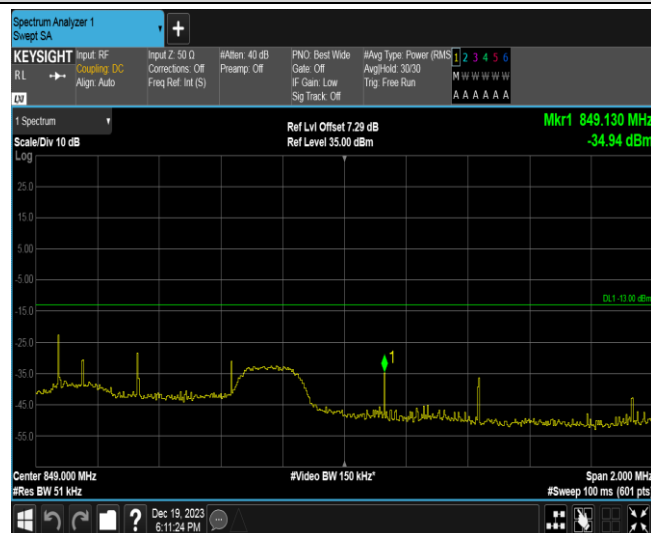 Spectrum Analyzer 1
Swept SA
+
KEYSIGHT
RL
Input: RF
Coupling: DC
Align: Auto
Input Z: 50 Ω
Corrections: Off
Freq Ref: Int (S)
#Atten: 40 dB
Preamp: Off
PNO: Best Wide
Gate: Off
IF Gain: Low
Sig Track: Off
#Avg Type: Power (RMS
Avg|Hold: 30/30
Trig: Free Run
1 2 3 4 5 6
M W W W W W
A A A A A A
1 Spectrum
Scale/Div 10 dB
Ref Lvl Offset 7.29 dB
Ref Level 35.00 dBm
Mkr1 849.130 MHz
-34.94 dBm
Log
25.0
15.0
5.00
-5.00
DL1 -13.00 dBm
-15.0
-25.0
1
-35.0
-45.0
-55.0
Center 849.000 MHz
#Video BW 150 kHz*
Span 2.000 MHz
#Res BW 51 kHz
#Sweep 100 ms (601 pts)
?
Dec 19, 2023
6:11:24 PM